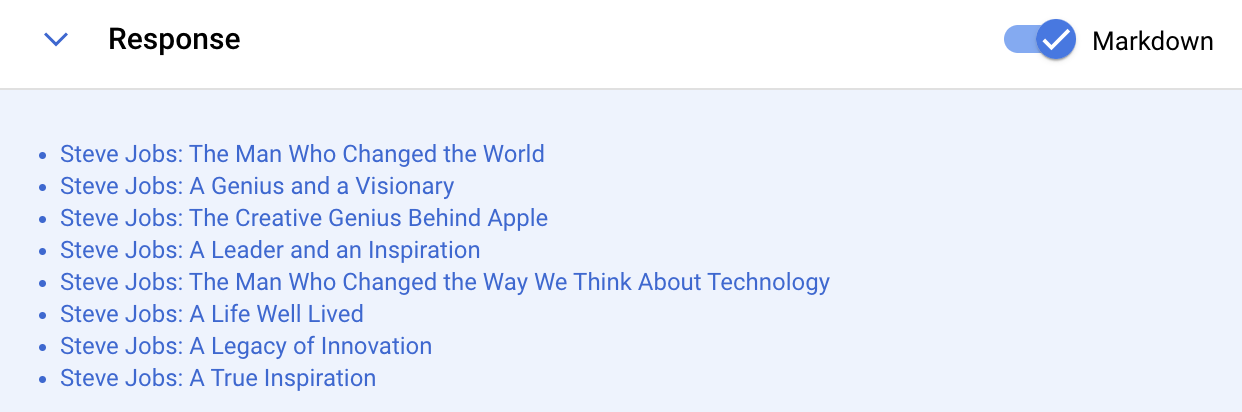 Response
Markdown
Steve Jobs: The Man Who Changed the World
Steve Jobs: A Genius and a Visionary
Steve Jobs: The Creative Genius Behind Apple
Steve Jobs: A Leader and an Inspiration
Steve Jobs: The Man Who Changed the Way We Think About Technology
Steve Jobs: A Life Well Lived
Steve Jobs: A Legacy of Innovation
Steve Jobs: A True Inspiration